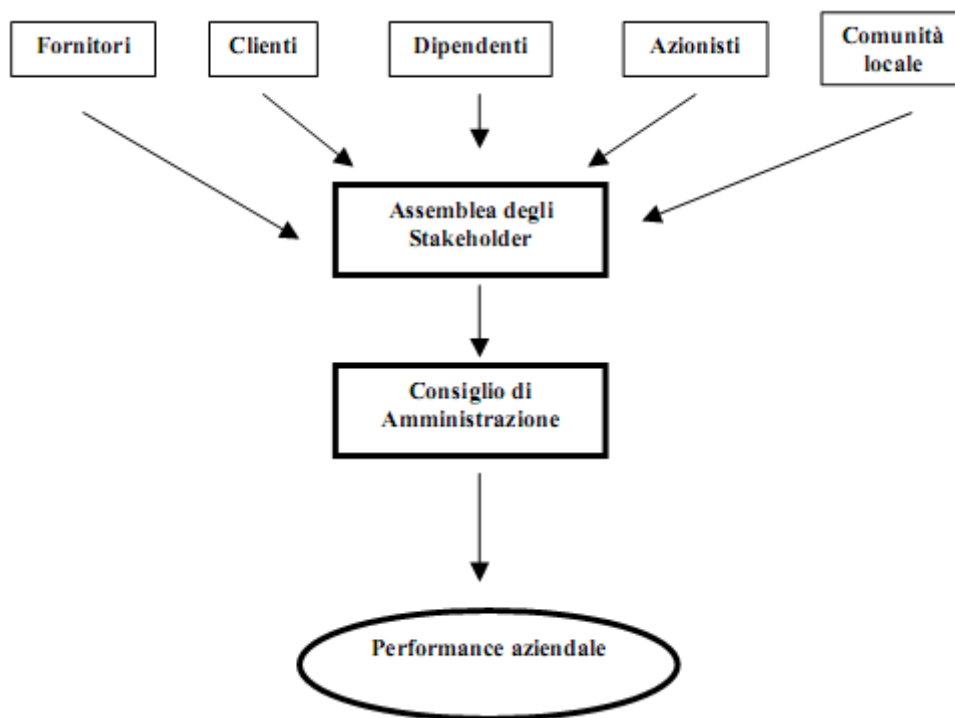 Fornitori
Clienti
Dipendenti
Azionisti
Comunità
locale
Assemblea degli
Stakeholder
Consiglio di
Amministrazione
Performance aziendale